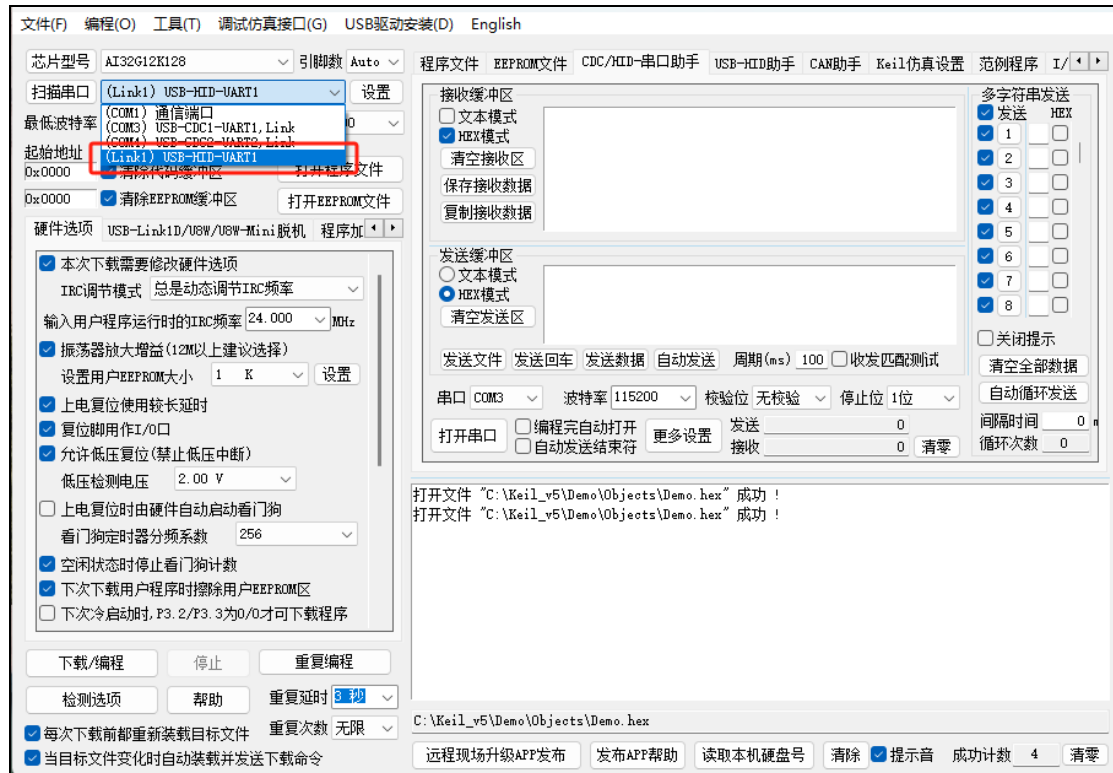 文件(F) 编程(O) 工具(T) 调试仿真接口(G) USB驱动安装(D) English
芯片型号 AI32G12K128 引脚数 Auto
扫描串口 (Link1) USB-HID-UART1 设置
(COM1) 通信端口
(COM3) USB-CDC1-UART1,Link
(COM4) USB-CDC2-UART2,Link
(Link1) USB-HID-UART1
最低波特率
起始地址
0x0000 清除代码缓冲区 打开程序文件
0x0000 清除EEPROM缓冲区 打开EEPROM文件
硬件选项 USB-Link1D/U8W/U8W-Mini脱机 程序加
本次下载需要修改硬件选项
IRC调节模式 总是动态调节IRC频率
输入用户程序运行时的IRC频率 24.000 MHz
振荡器放大增益(12M以上建议选择)
设置用户EEPROM大小 1 K 设置
上电复位使用较长延时
复位脚用作I/O口
允许低压复位(禁止低压中断)
低压检测电压 2.00 V
上电复位时由硬件自动启动看门狗
看门狗定时器分频系数 256
空闲状态时停止看门狗计数
下次下载用户程序时擦除用户EEPROM区
下次冷启动时,P3.2/P3.3为0/0才可下载程序
下载/编程 停止 重复编程
检测选项 帮助 重复延时 3 秒
每次下载前都重新装载目标文件 重复次数 无限
当目标文件变化时自动装载并发送下载命令
程序文件 EEPROM文件 CDC/HID-串口助手 USB-HID助手 CAN助手 Keil仿真设置 范例程序 I/
接收缓冲区
文本模式
HEX模式
清空接收区
保存接收数据
复制接收数据
发送缓冲区
文本模式
HEX模式
清空发送区
发送文件 发送回车 发送数据 自动发送 周期(ms) 100 收发匹配测试
串口 COM3 波特率 115200 校验位 无校验 停止位 1位
打开串口 编程完自动打开 更多设置 发送 0
自动发送结束符 接收 0 清零
多字符串发送
发送 HEX
1
2
3
4
5
6
7
8
关闭提示
清空全部数据
自动循环发送
间隔时间 0
循环次数 0
打开文件 "C:\Keil_v5\Demo\Objects\Demo.hex" 成功 !
打开文件 "C:\Keil_v5\Demo\Objects\Demo.hex" 成功 !
C:\Keil_v5\Demo\Objects\Demo.hex
远程现场升级APP发布 发布APP帮助 读取本机硬盘号 清除 提示音 成功计数 4 清零